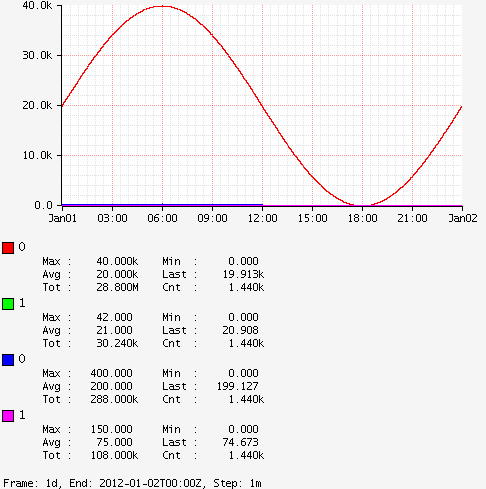 40.0k
30.0k
20.0k
10.0k
0.0
Jan01 03:00 06:00 09:00 12:00 15:00 18:00 21:00 Jan02
0
Max : 40.000k Min : 0.000
Avg : 20.000k Last : 19.913k
Tot : 28.800M Cnt : 1.440k
1
Max : 42.000 Min : 0.000
Avg : 21.000 Last : 20.908
Tot : 30.240k Cnt : 1.440k
0
Max : 400.000 Min : 0.000
Avg : 200.000 Last : 199.127
Tot : 288.000k Cnt : 1.440k
1
Max : 150.000 Min : 0.000
Avg : 75.000 Last : 74.673
Tot : 108.000k Cnt : 1.440k
Frame: 1d, End: 2012-01-02T00:00Z, Step: 1m